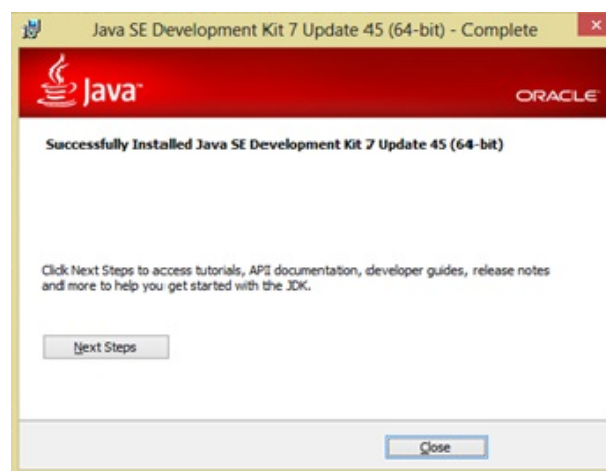 Java SE Development Kit 7 Update 45 (64-bit) - Complete
Java™
ORACLE
Successfully Installed Java SE Development Kit 7 Update 45 (64-bit)
Click Next Steps to access tutorials, API documentation, developer guides, release notes
and more to help you get started with the JDK.
Next Steps
Close